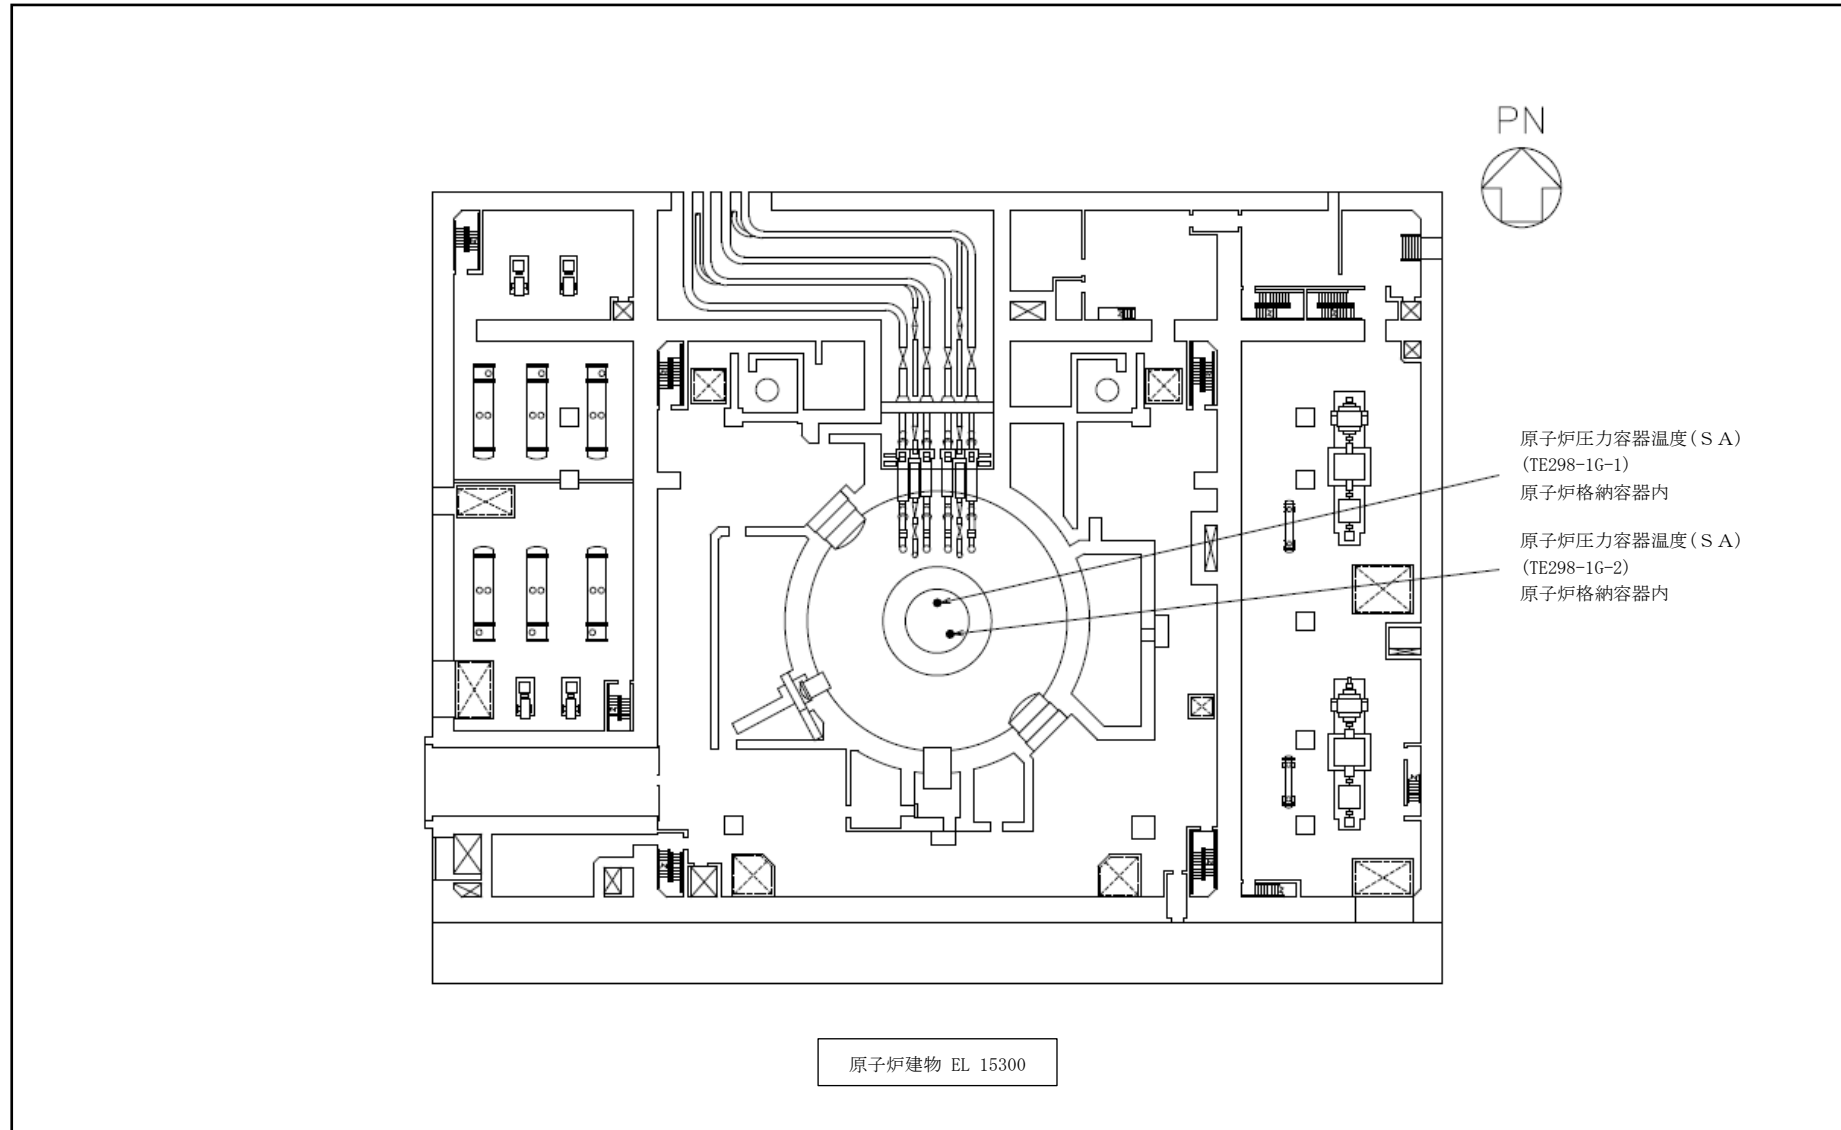 PN
原子炉圧力容器温度(ＳＡ)
(TE298-1G-1)
原子炉格納容器内
原子炉圧力容器温度(ＳＡ)
(TE298-1G-2)
原子炉格納容器内
原子炉建物 EL 15300